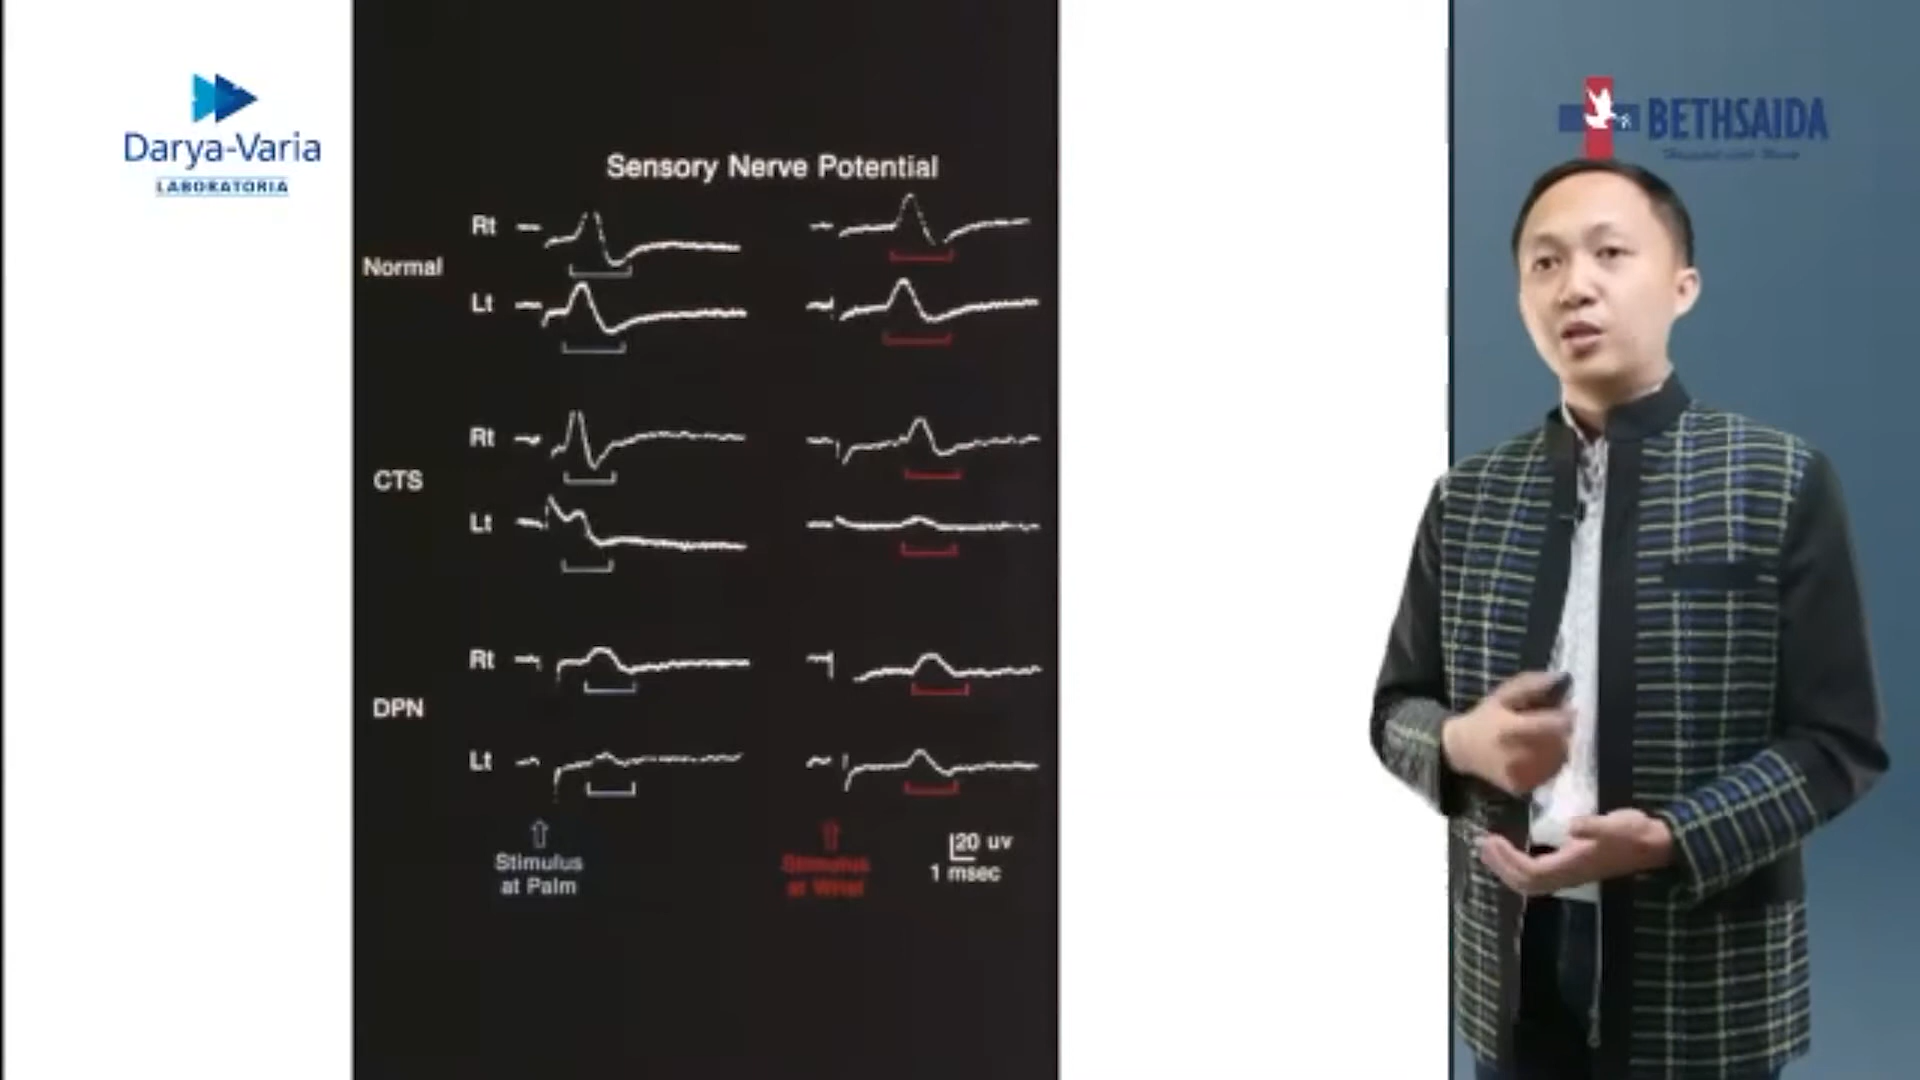 Darya-Varia
LABORATORIA
BETHSAIDA
Sensory Nerve Potential
Normal
Rt
Lt
CTS
Rt
Lt
DPN
Rt
Lt
Stimulus
at Palm
Stimulus
at Wrist
20 uv
1 msec